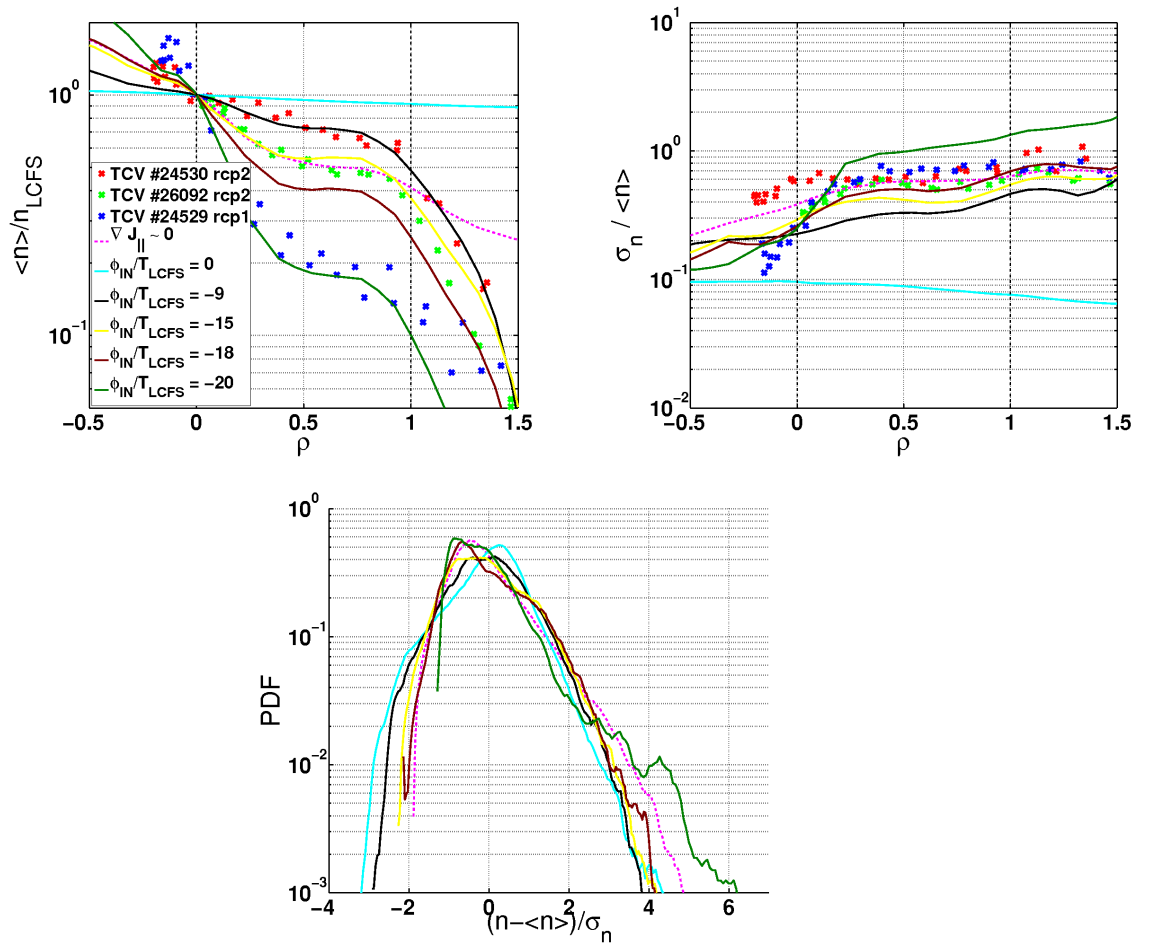 <n>/n_LCFS
10^0
10^-1
TCV #24530 rcp2
TCV #26092 rcp2
TCV #24529 rcp1
∇ J_|| ~ 0
ϕ_IN/T_LCFS = 0
ϕ_IN/T_LCFS = −9
ϕ_IN/T_LCFS = −15
ϕ_IN/T_LCFS = −18
ϕ_IN/T_LCFS = −20
−0.5 0 0.5 1 1.5
ρ
σ_n / <n>
10^1
10^0
10^-1
10^-2
−0.5 0 0.5 1 1.5
ρ
PDF
10^0
10^-1
10^-2
10^-3
−4 −2 0 2 4 6
(n-<n>)/σ_n